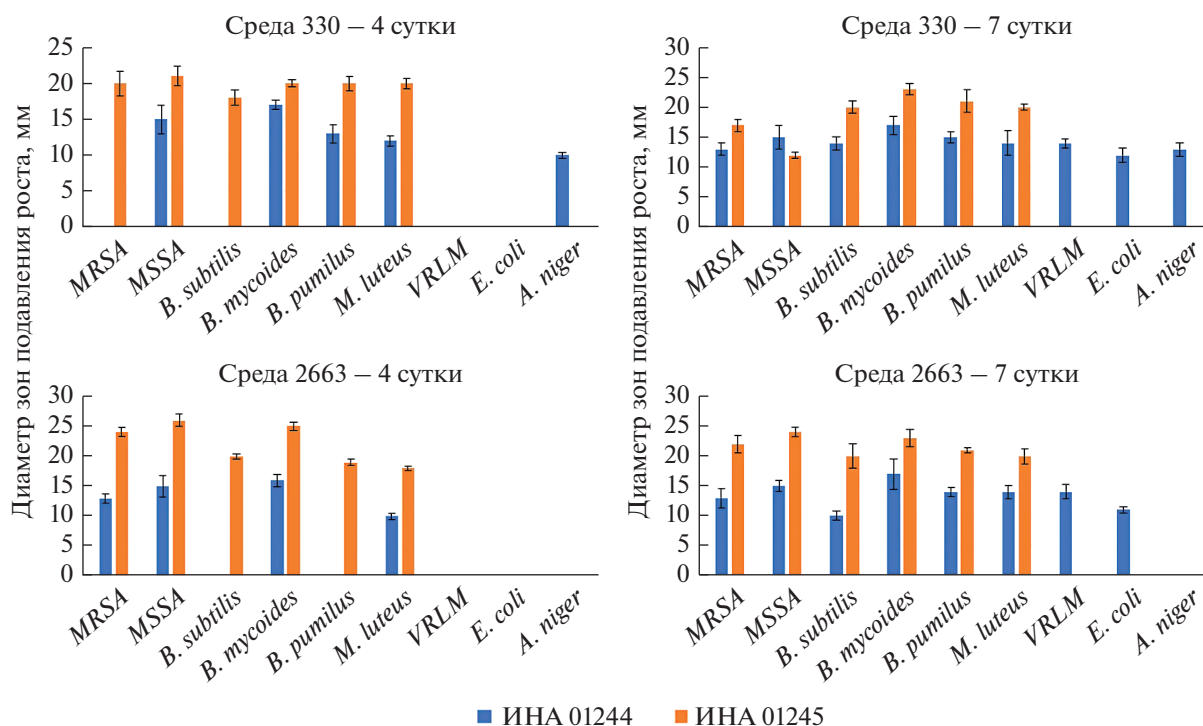 Диаметр зон подавления роста, мм
Среда 330 – 4 сутки
25
20
15
10
5
0
MRSA
MSSA
B. subtilis
B. mycoides
B. pumilus
M. luteus
VRLM
E. coli
A. niger
Диаметр зон подавления роста, мм
Среда 330 – 7 сутки
30
25
20
15
10
5
0
MRSA
MSSA
B. subtilis
B. mycoides
B. pumilus
M. luteus
VRLM
E. coli
A. niger
Среда 2663 – 4 сутки
30
25
20
15
10
5
0
MRSA
MSSA
B. subtilis
B. mycoides
B. pumilus
M. luteus
VRLM
E. coli
A. niger
Среда 2663 – 7 сутки
30
25
20
15
10
5
0
MRSA
MSSA
B. subtilis
B. mycoides
B. pumilus
M. luteus
VRLM
E. coli
A. niger
ИНА 01244 ИНА 01245